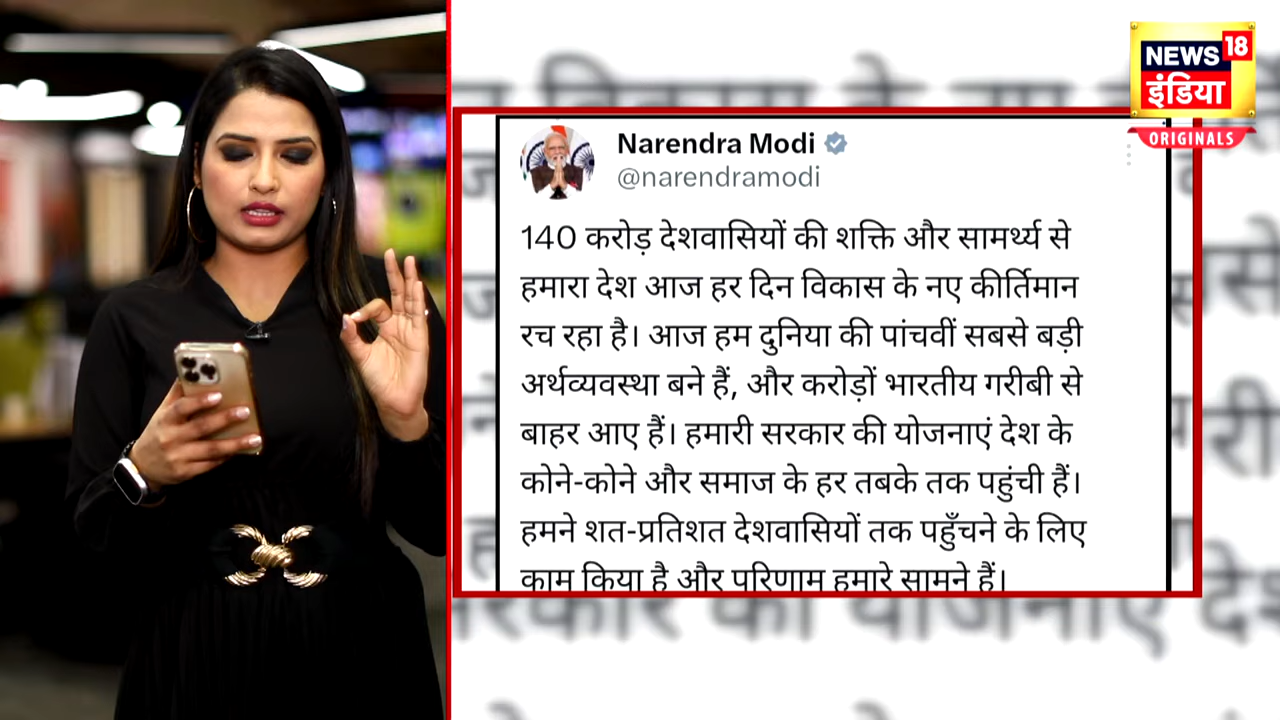 NEWS 18
इंडिया
ORIGINALS
Narendra Modi
@narendramodi
140 करोड़ देशवासियों की शक्ति और सामर्थ्य से
हमारा देश आज हर दिन विकास के नए कीर्तिमान
रच रहा है। आज हम दुनिया की पांचवीं सबसे बड़ी
अर्थव्यवस्था बने हैं, और करोड़ों भारतीय गरीबी से
बाहर आए हैं। हमारी सरकार की योजनाएं देश के
कोने-कोने और समाज के हर तबके तक पहुंची हैं।
हमने शत-प्रतिशत देशवासियों तक पहुँचने के लिए
काम किया है और परिणाम हमारे सामने हैं।